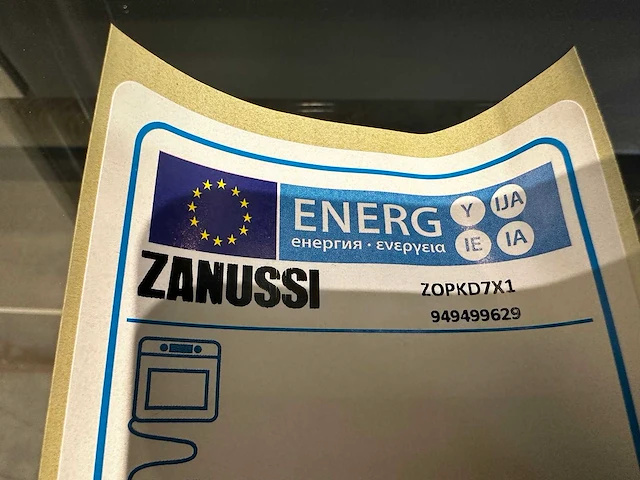 ENERG Y IJA IE IA
енергия · ενεργεια
ZANUSSI
ZOPKD7X1
949499629